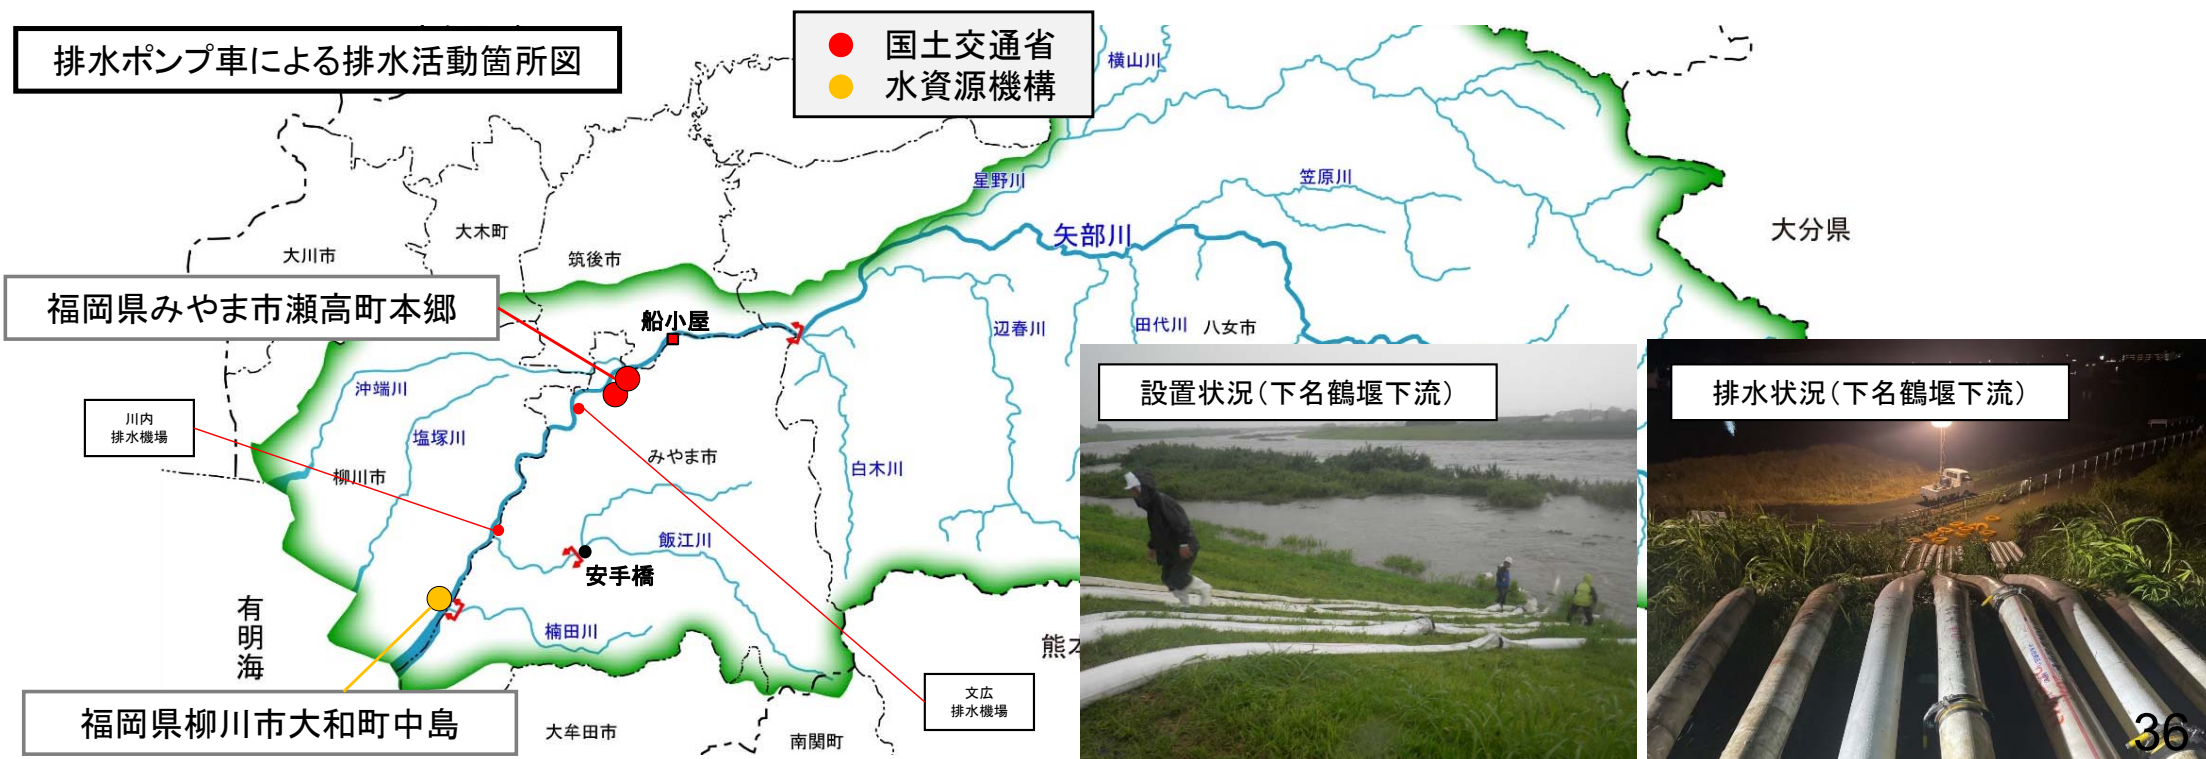 排水ポンプ車による排水活動箇所図
国土交通省
水資源機構
横山川
星野川
笠原川
矢部川
大分県
大木町
大川市
筑後市
福岡県みやま市瀬高町本郷
船小屋
辺春川
田代川
八女市
沖端川
設置状況（下名鶴堰下流）
排水状況（下名鶴堰下流）
川内
排水機場
塩塚川
柳川市
みやま市
白木川
飯江川
安手橋
有明海
楠田川
熊
文広
排水機場
福岡県柳川市大和町中島
大牟田市
南関町
36